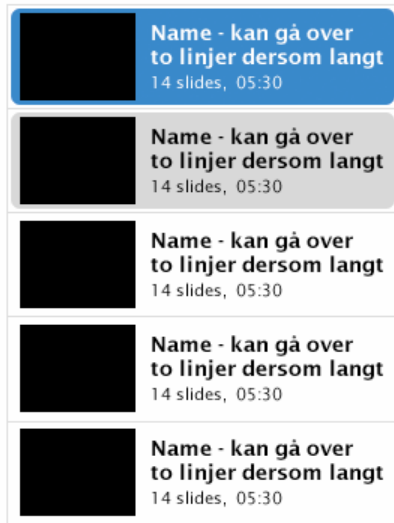 Name - kan gå over
to linjer dersom langt
14 slides, 05:30
Name - kan gå over
to linjer dersom langt
14 slides, 05:30
Name - kan gå over
to linjer dersom langt
14 slides, 05:30
Name - kan gå over
to linjer dersom langt
14 slides, 05:30
Name - kan gå over
to linjer dersom langt
14 slides, 05:30